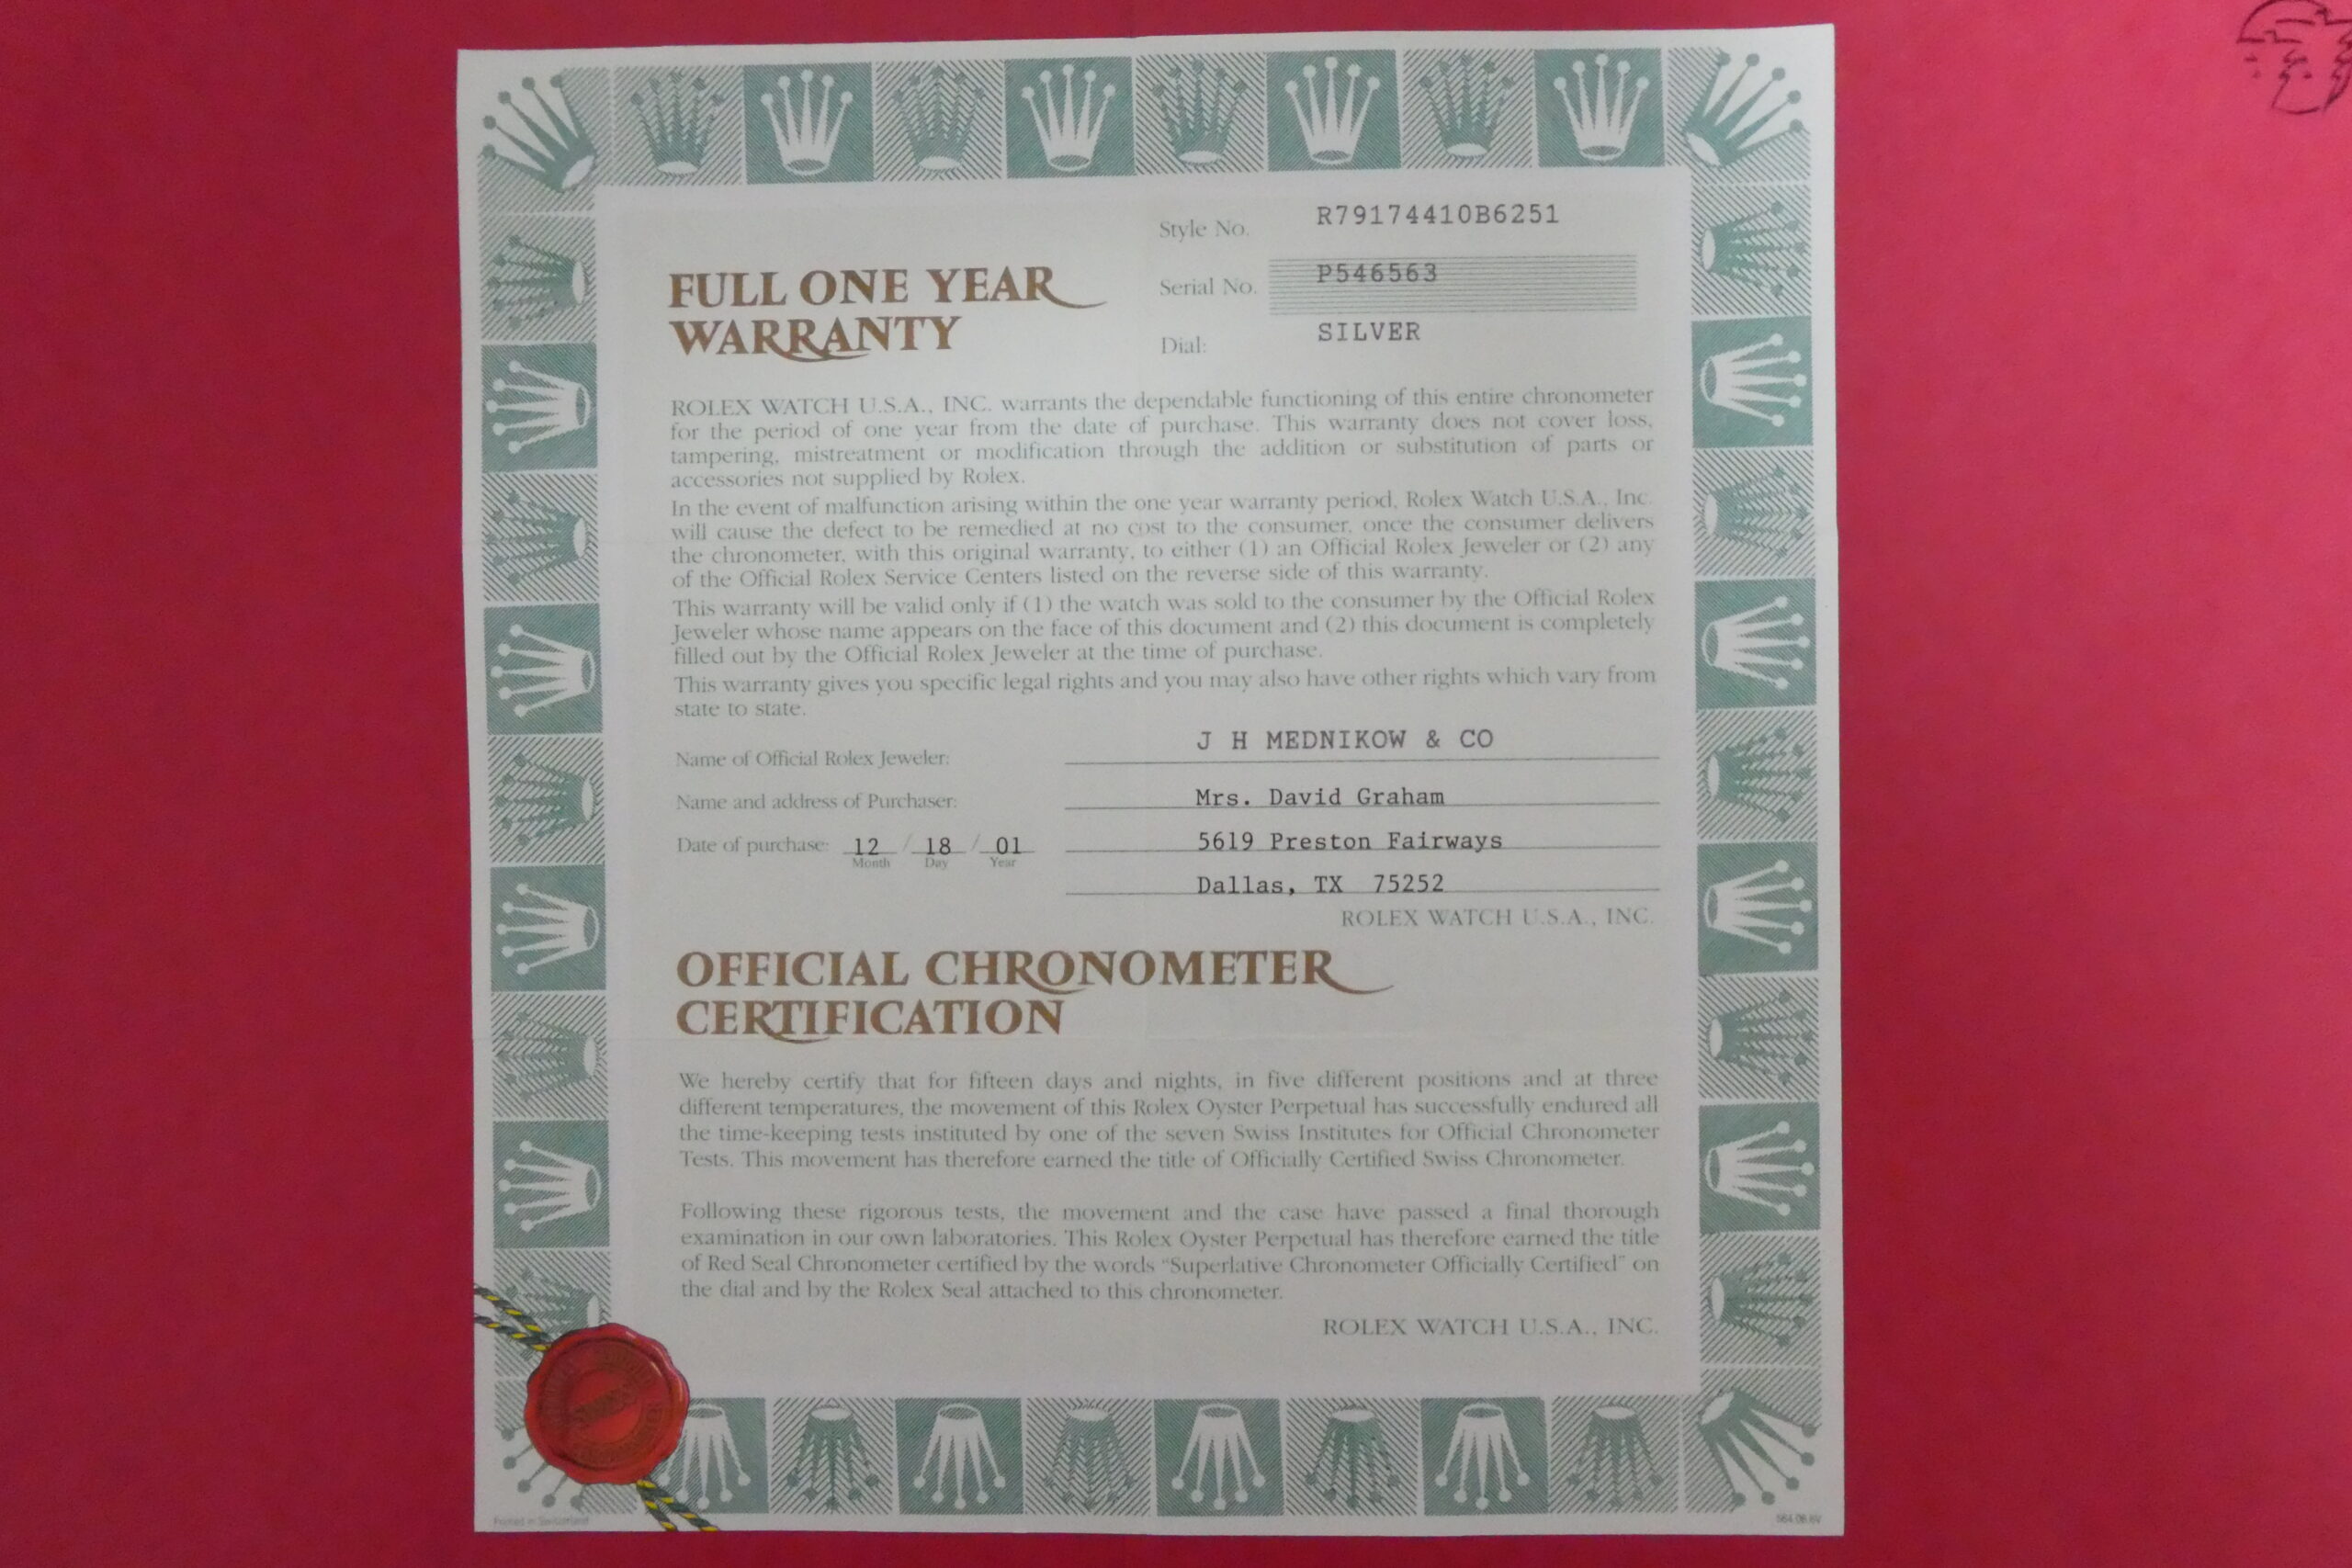 Style No. R79174410B6251
Serial No. P546563
Dial: SILVER
FULL ONE YEAR
WARRANTY
ROLEX WATCH U.S.A., INC. warrants the dependable functioning of this entire chronometer
for the period of one year from the date of purchase. This warranty does not cover loss,
tampering, mistreatment or modification through the addition or substitution of parts or
accessories not supplied by Rolex.
In the event of malfunction arising within the one year warranty period, Rolex Watch U.S.A., Inc.
will cause the defect to be remedied at no cost to the consumer, once the consumer delivers
the chronometer, with this original warranty, to either (1) an Official Rolex Jeweler or (2) any
of the Official Rolex Service Centers listed on the reverse side of this warranty.
This warranty will be valid only if (1) the watch was sold to the consumer by the Official Rolex
Jeweler whose name appears on the face of this document and (2) this document is completely
filled out by the Official Rolex Jeweler at the time of purchase.
This warranty gives you specific legal rights and you may also have other rights which vary from
state to state.
Name of Official Rolex Jeweler: J H MEDNIKOW & CO
Name and address of Purchaser: Mrs. David Graham
Date of purchase: 12 / 18 / 01 5619 Preston Fairways
Month Day Year
Dallas, TX 75252
ROLEX WATCH U.S.A., INC.
OFFICIAL CHRONOMETER
CERTIFICATION
We hereby certify that for fifteen days and nights, in five different positions and at three
different temperatures, the movement of this Rolex Oyster Perpetual has successfully endured all
the time-keeping tests instituted by one of the seven Swiss Institutes for Official Chronometer
Tests. This movement has therefore earned the title of Officially Certified Swiss Chronometer.
Following these rigorous tests, the movement and the case have passed a final thorough
examination in our own laboratories. This Rolex Oyster Perpetual has therefore earned the title
of Red Seal Chronometer certified by the words “Superlative Chronometer Officially Certified” on
the dial and by the Rolex Seal attached to this chronometer.
ROLEX WATCH U.S.A., INC.
Printed in Switzerland